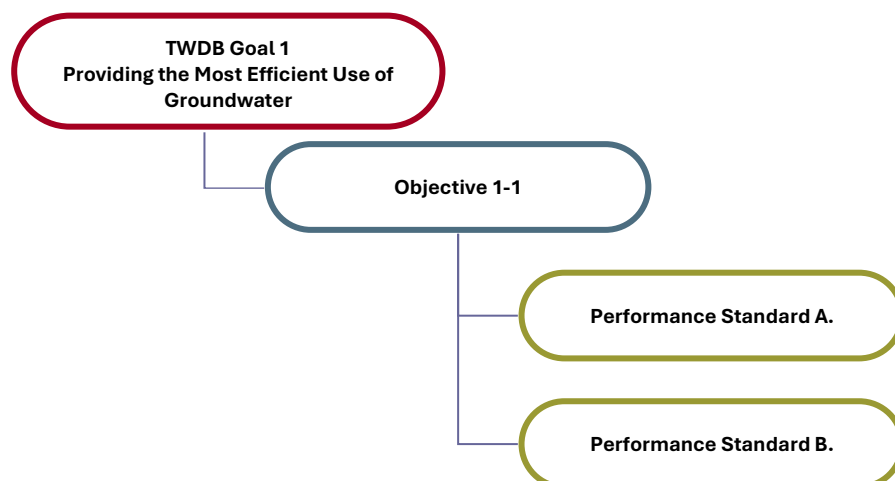 TWDB Goal 1
Providing the Most Efficient Use of
Groundwater
Objective 1-1
Performance Standard A.
Performance Standard B.